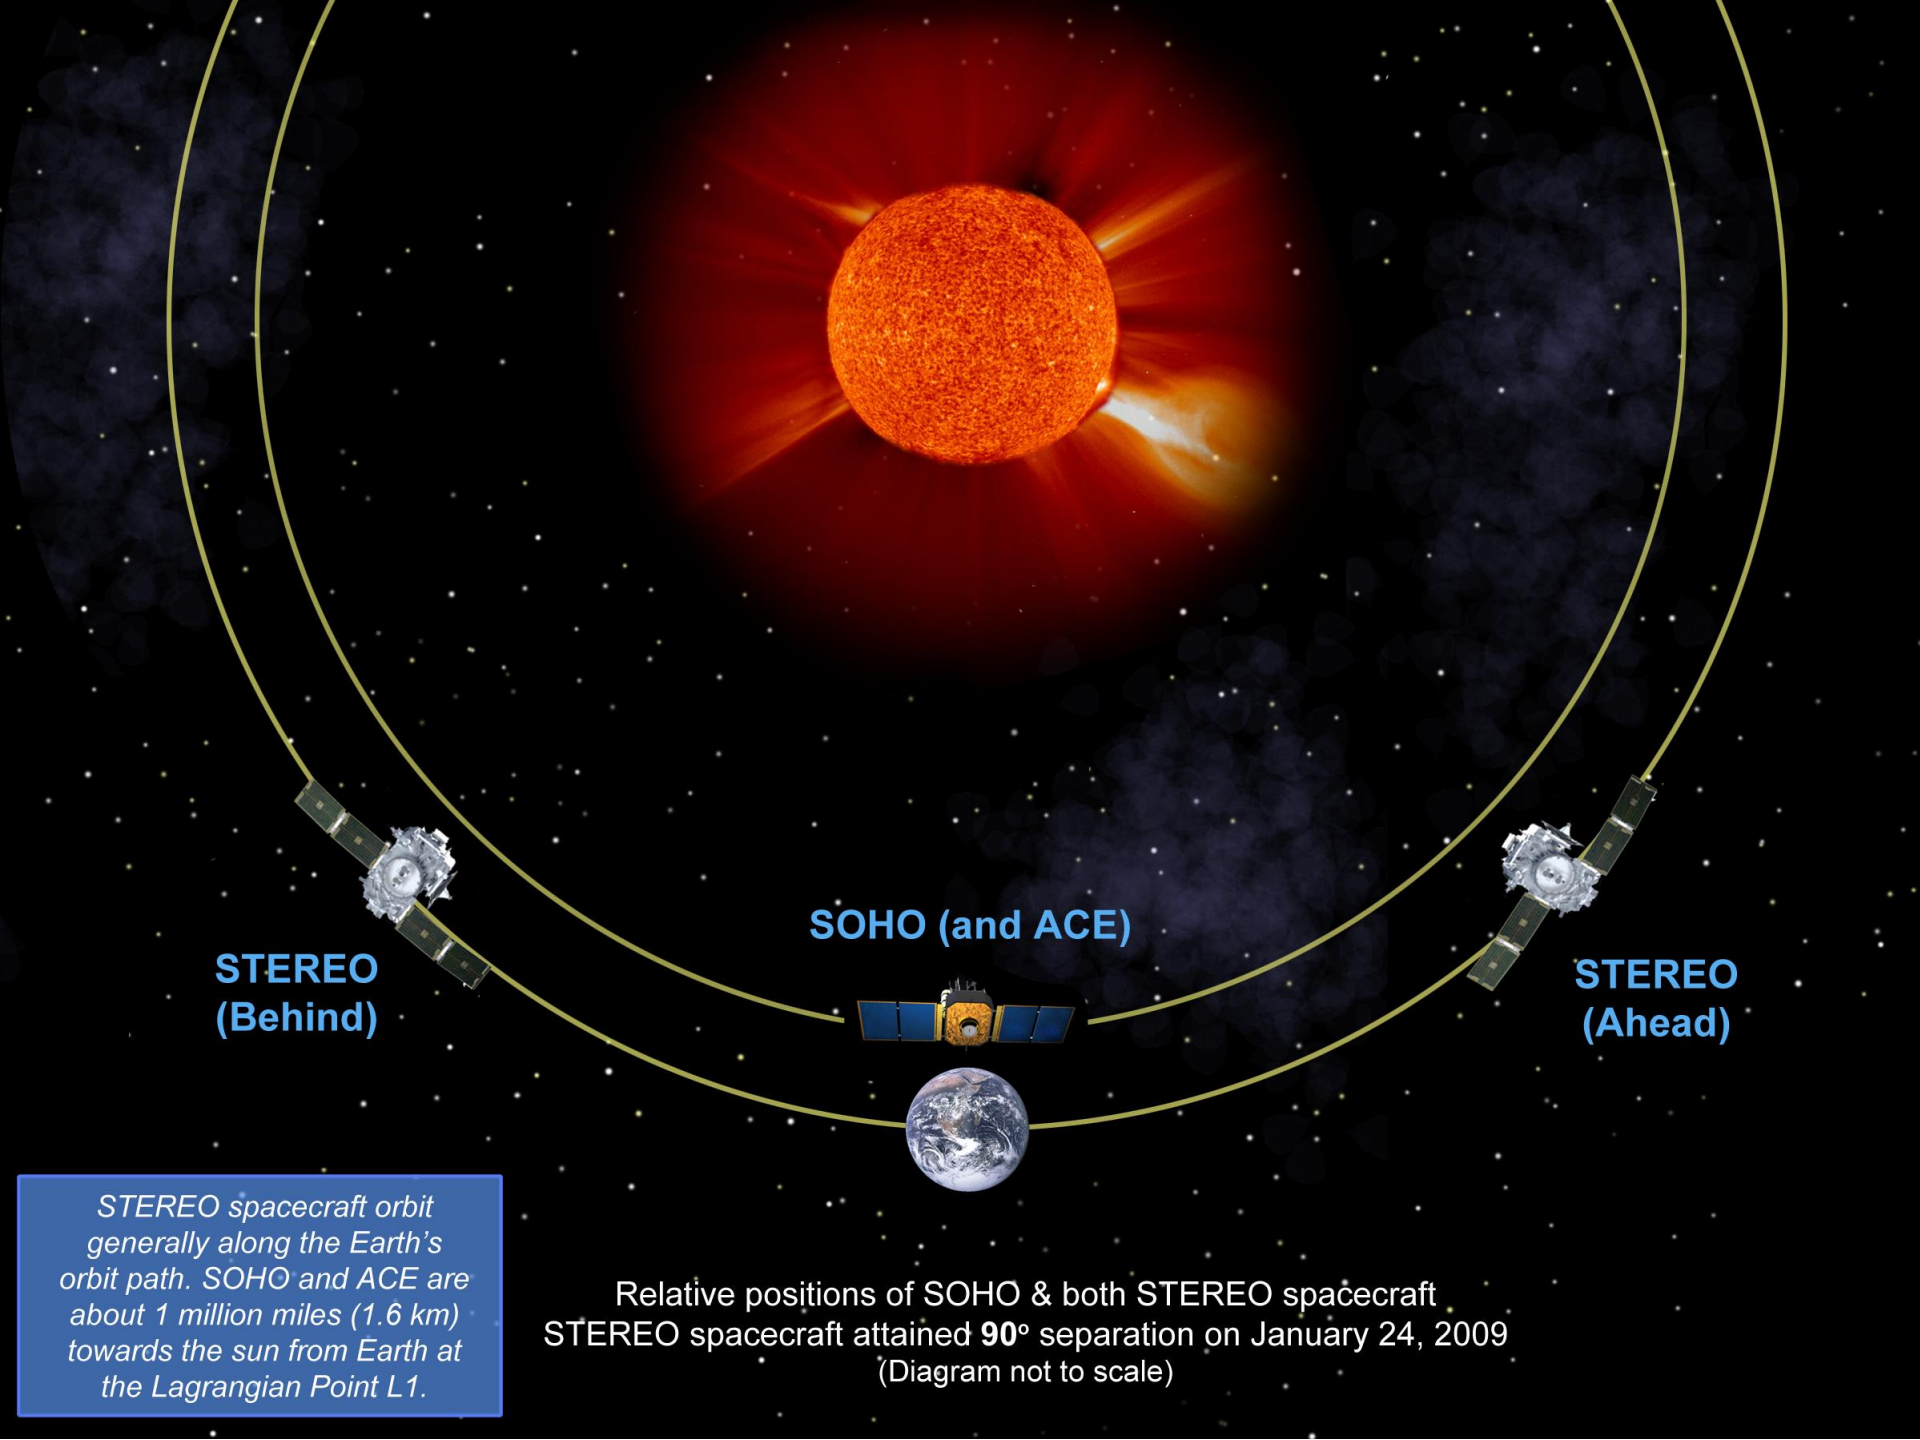 SOHO (and ACE)
STEREO
(Behind)
STEREO
(Ahead)
STEREO spacecraft orbit
generally along the Earth’s
orbit path. SOHO and ACE are
about 1 million miles (1.6 km)
towards the sun from Earth at
the Lagrangian Point L1.
Relative positions of SOHO & both STEREO spacecraft
STEREO spacecraft attained 90º separation on January 24, 2009
(Diagram not to scale)